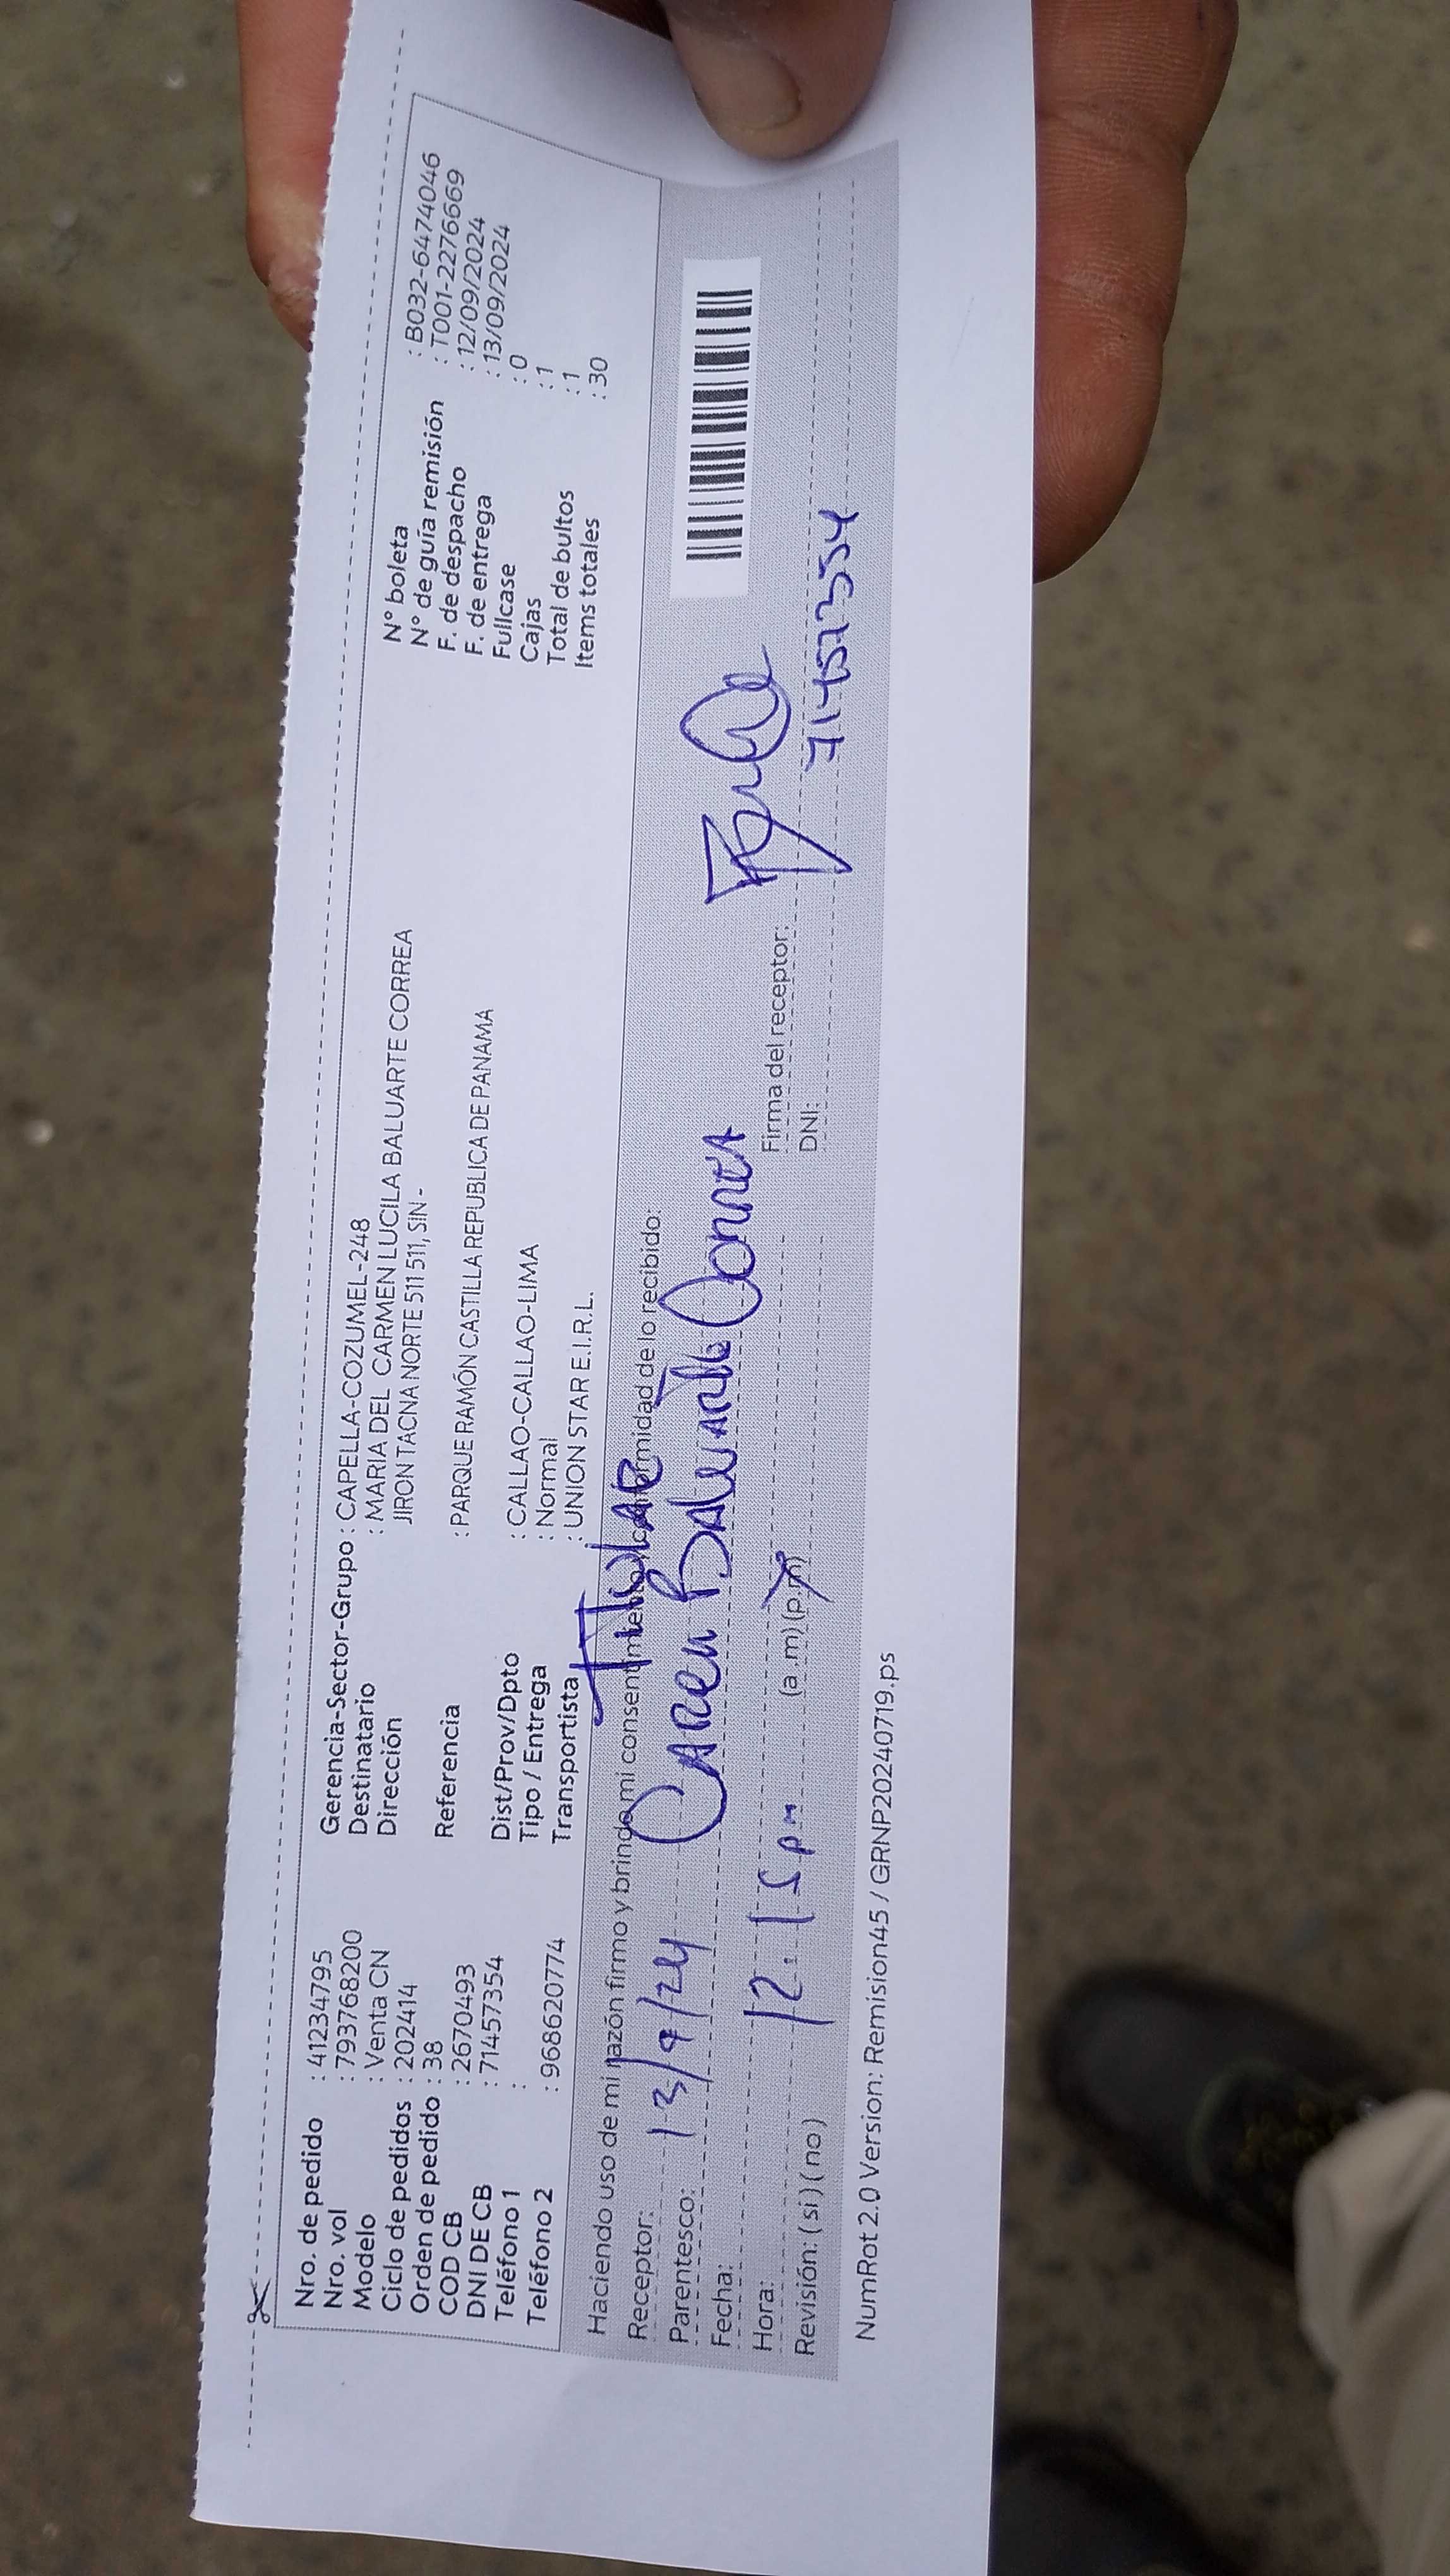 Nro. de pedido : 41234795
Nro. vol : 793768200
Modelo : Venta CN
Ciclo de pedidos : 202414
Orden de pedido : 38
COD CB : 2670493
DNI DE CB : 71457354
Teléfono 1 :
Teléfono 2 : 968620774
Gerencia-Sector-Grupo : CAPELLA-COZUMEL-248
Destinatario : MARIA DEL CARMEN LUCILA BALUARTE CORREA
Dirección JIRON TACNA NORTE 511 511, SIN -
Referencia : PARQUE RAMÓN CASTILLA REPUBLICA DE PANAMA
Dist/Prov/Dpto : CALLAO-CALLAO-LIMA
Tipo / Entrega : Normal
Transportista : UNION STAR E.I.R.L.
N° boleta : B032-6474046
N° de guía remisión : T001-22766669
F. de despacho : 12/09/2024
F. de entrega : 13/09/2024
Fullcase : 0
Cajas : 1
Total de bultos : 1
Items totales : 30
Titular
Haciendo uso de mi razón firmo y brindo mi consentimiento, conformidad de lo recibido:
Receptor:
13/9/24 Caren Baluarte Correa
Parentesco:
Fecha:
Hora: 12:15pm (a.m) (p.m)
Revisión: ( si ) ( no )
Firma del receptor:
DNI: 71457354
NumRot 2.0 Version: Remision45 / GRNP20240719.ps